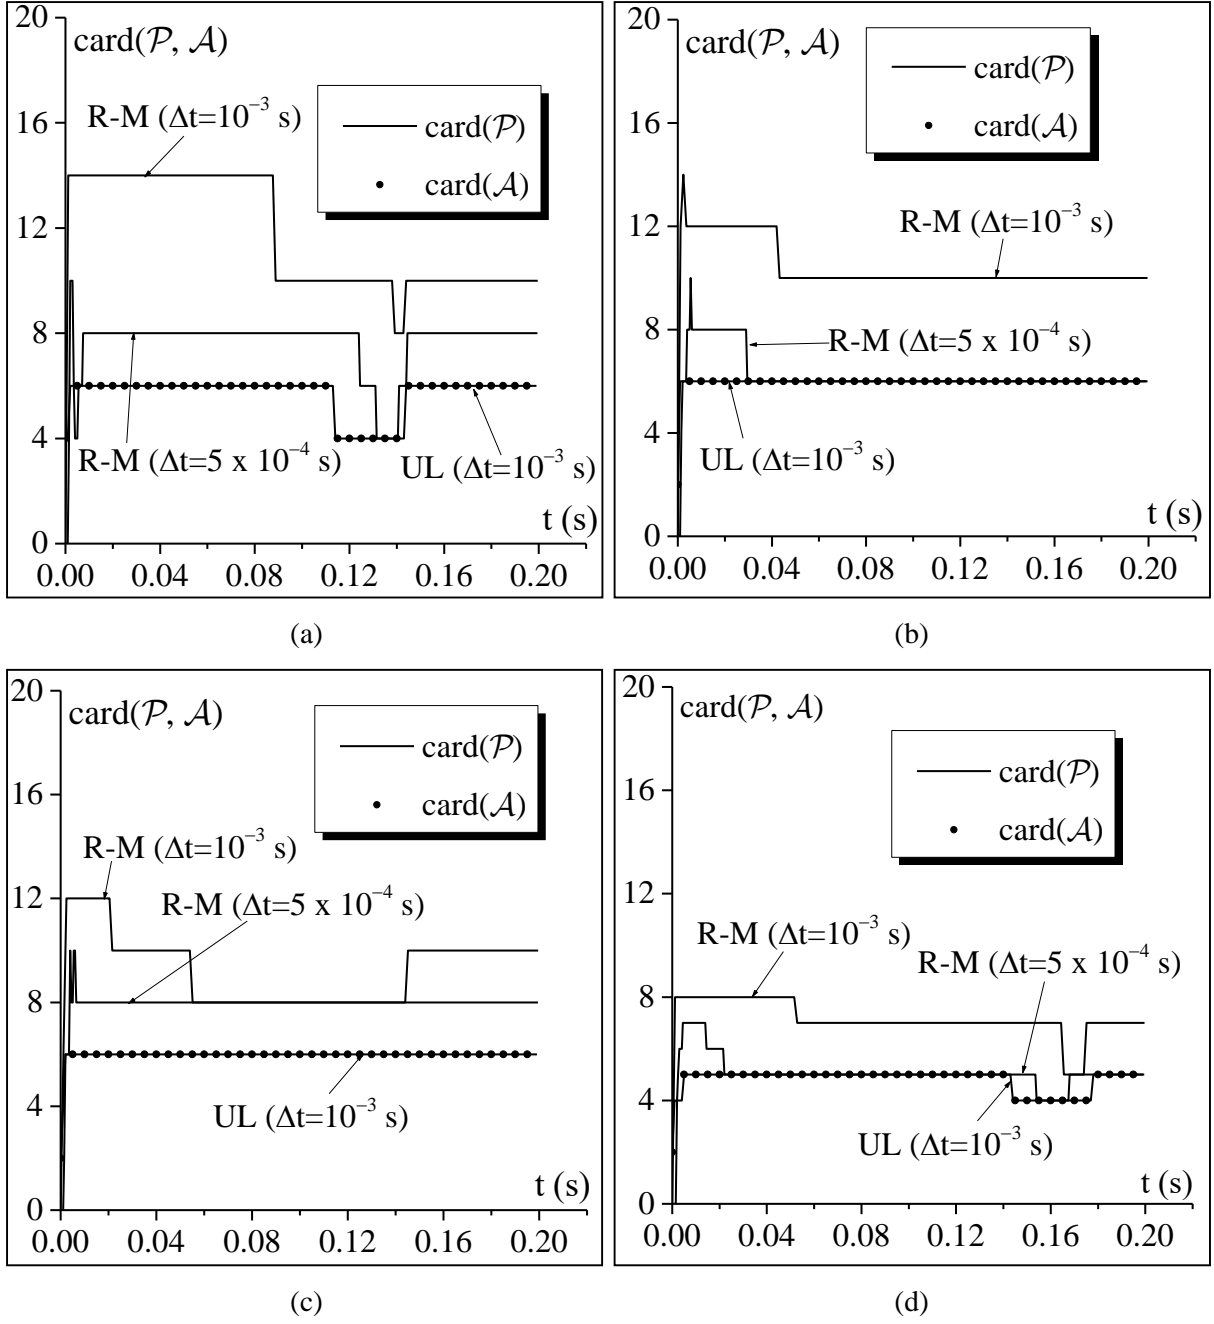 20
card(𝒫, 𝒜)
R-M (Δt=10⁻³ s)
card(𝒫)
card(𝒜)
16
12
8
4
0
R-M (Δt=5 x 10⁻⁴ s)
UL (Δt=10⁻³ s)
t (s)
0.00 0.04 0.08 0.12 0.16 0.20
(a)
20
card(𝒫, 𝒜)
card(𝒫)
card(𝒜)
16
12
8
4
0
R-M (Δt=10⁻³ s)
R-M (Δt=5 x 10⁻⁴ s)
UL (Δt=10⁻³ s)
t (s)
0.00 0.04 0.08 0.12 0.16 0.20
(b)
20
card(𝒫, 𝒜)
card(𝒫)
card(𝒜)
16
12
8
4
0
R-M (Δt=10⁻³ s)
R-M (Δt=5 x 10⁻⁴ s)
UL (Δt=10⁻³ s)
t (s)
0.00 0.04 0.08 0.12 0.16 0.20
(c)
20
card(𝒫, 𝒜)
card(𝒫)
card(𝒜)
16
12
8
4
0
R-M (Δt=10⁻³ s)
R-M (Δt=5 x 10⁻⁴ s)
UL (Δt=10⁻³ s)
t (s)
0.00 0.04 0.08 0.12 0.16 0.20
(d)